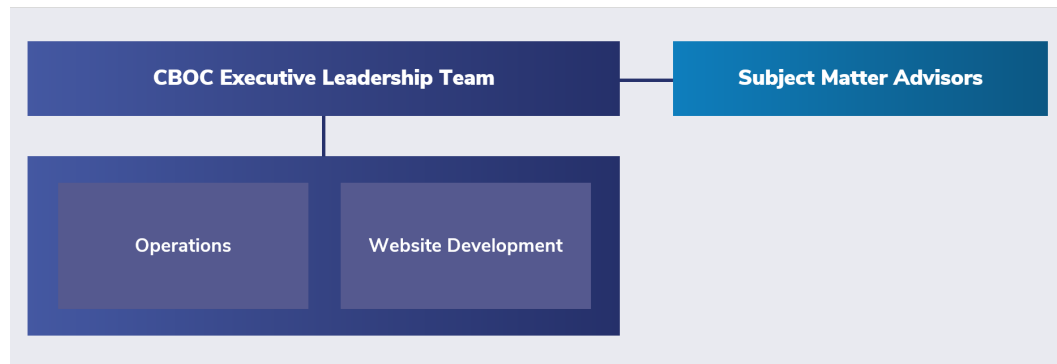 CBOC Executive Leadership Team
Subject Matter Advisors
Operations
Website Development